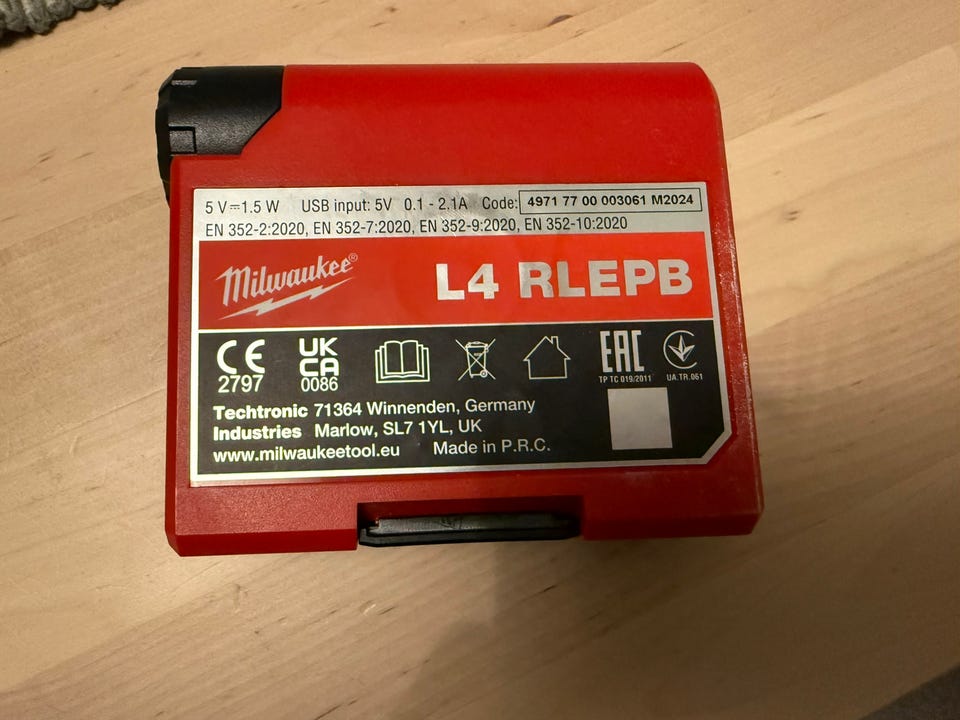 5 V⎓1.5 W USB input: 5V 0.1 - 2.1A Code: 4971 77 00 003061 M2024
EN 352-2:2020, EN 352-7:2020, EN 352-9:2020, EN 352-10:2020
Milwaukee® L4 RLEPB
CE UK CA EAC
2797 0086 TP TC 019/2011 UA.TR.061
Techtronic 71364 Winnenden, Germany
Industries Marlow, SL7 1YL, UK
www.milwaukeetool.eu Made in P.R.C.